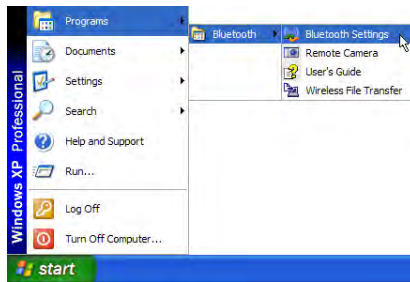 Programs
Documents
Settings
Search
Help and Support
Run...
Log Off
Turn Off Computer...
Windows XP Professional
start
Bluetooth
Bluetooth Settings
Remote Camera
User's Guide
Wireless File Transfer